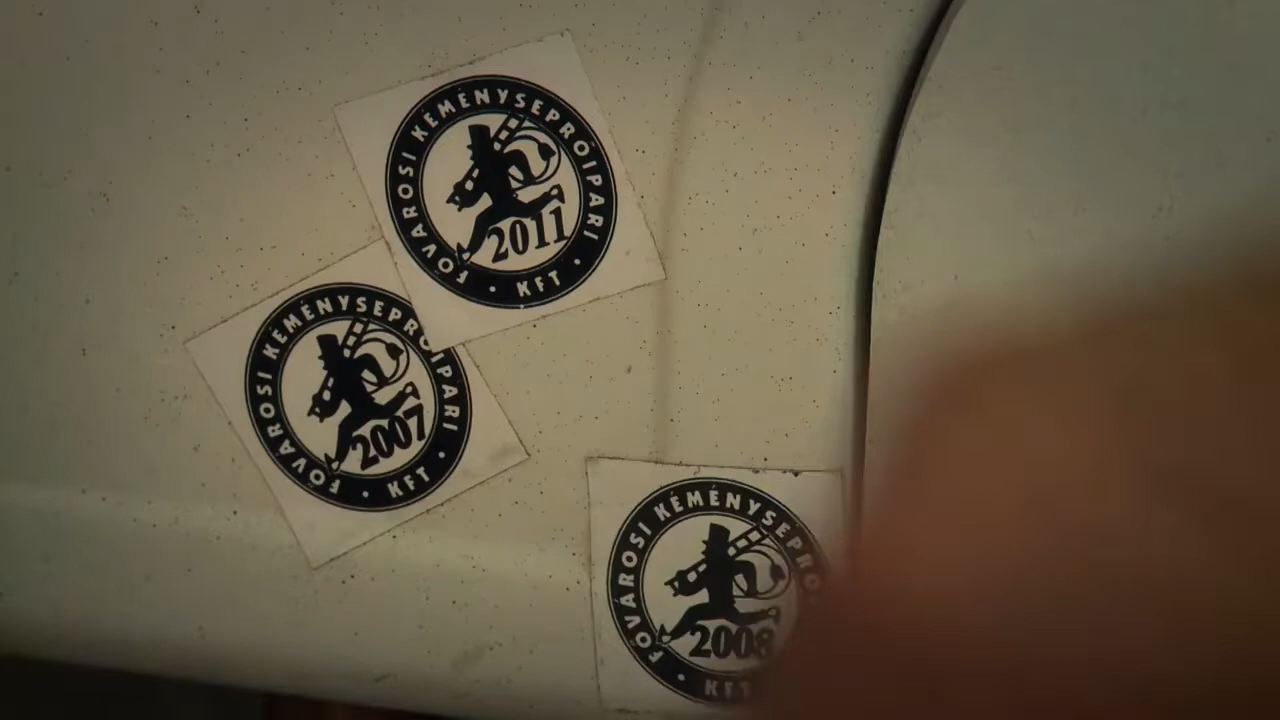 FŐVÁROSI KÉMÉNYSEPRŐIPARI
2011
• KFT •
FŐVÁROSI KÉMÉNYSEPRŐIPARI
2007
• KFT •
FŐVÁROSI KÉMÉNYSEPRŐ
2008
• KFT